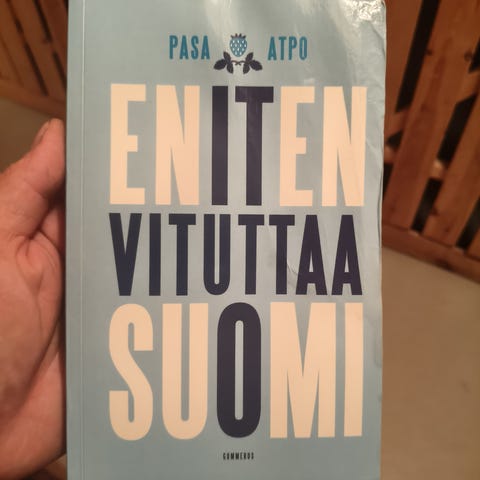 PASA ATPO
ENITEN
VITUTTAA
SUOMI
GUMMERUS